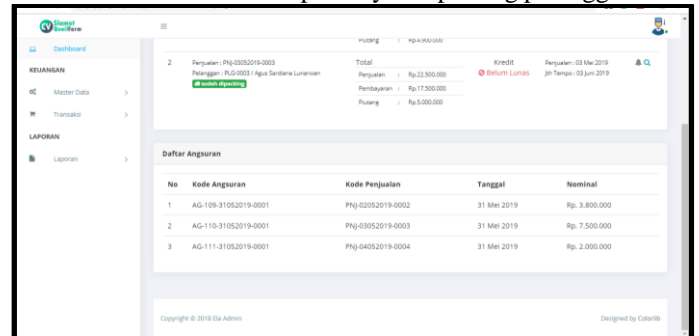 Slamet
QuailFarm
Dashboard
KEUANGAN
Master Data
Transaksi
LAPORAN
Laporan
Piutang : Rp.4.900.000
2 Penjualan : PNJ-03052019-0003 Total Kredit Penjualan : 03 Mei 2019
Pelanggan : PLG-0003 / Agus Sardiana Lunarwan Penjualan : Rp.22.500.000 Belum Lunas Jth Tempo : 03 Juni 2019
sudah dipacking Pembayaran : Rp.17.500.000
Piutang : Rp.5.000.000
Daftar Angsuran
No Kode Angsuran Kode Penjualan Tanggal Nominal
1 AG-109-31052019-0001 PNJ-02052019-0002 31 Mei 2019 Rp. 3.800.000
2 AG-110-31052019-0001 PNJ-03052019-0003 31 Mei 2019 Rp. 7.500.000
3 AG-111-31052019-0001 PNJ-04052019-0004 31 Mei 2019 Rp. 2.000.000
Copyright © 2018 Ela Admin Designed by Colorlib